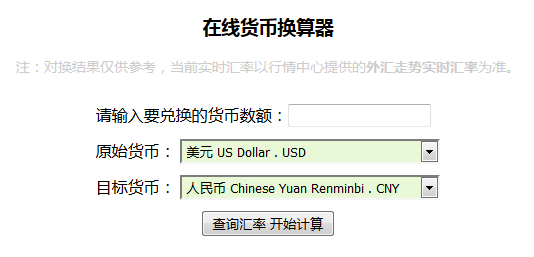 在线货币换算器
注：对换结果仅供参考，当前实时汇率以行情中心提供的外汇走势实时汇率为准。
请输入要兑换的货币数额：
原始货币： 美元 US Dollar . USD
目标货币： 人民币 Chinese Yuan Renminbi . CNY
查询汇率 开始计算